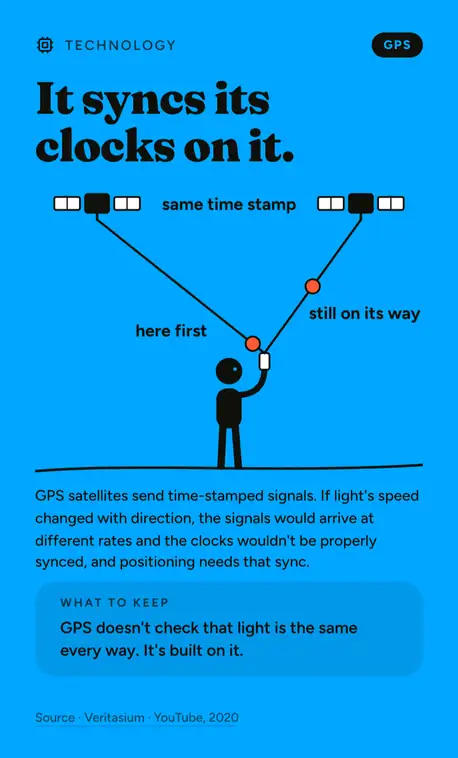 TECHNOLOGY
GPS
It syncs its
clocks on it.
same time stamp
still on its way
here first
GPS satellites send time-stamped signals. If light's speed
changed with direction, the signals would arrive at
different rates and the clocks wouldn't be properly
synced, and positioning needs that sync.
WHAT TO KEEP
GPS doesn't check that light is the same
every way. It's built on it.
Source · Veritasium · YouTube, 2020